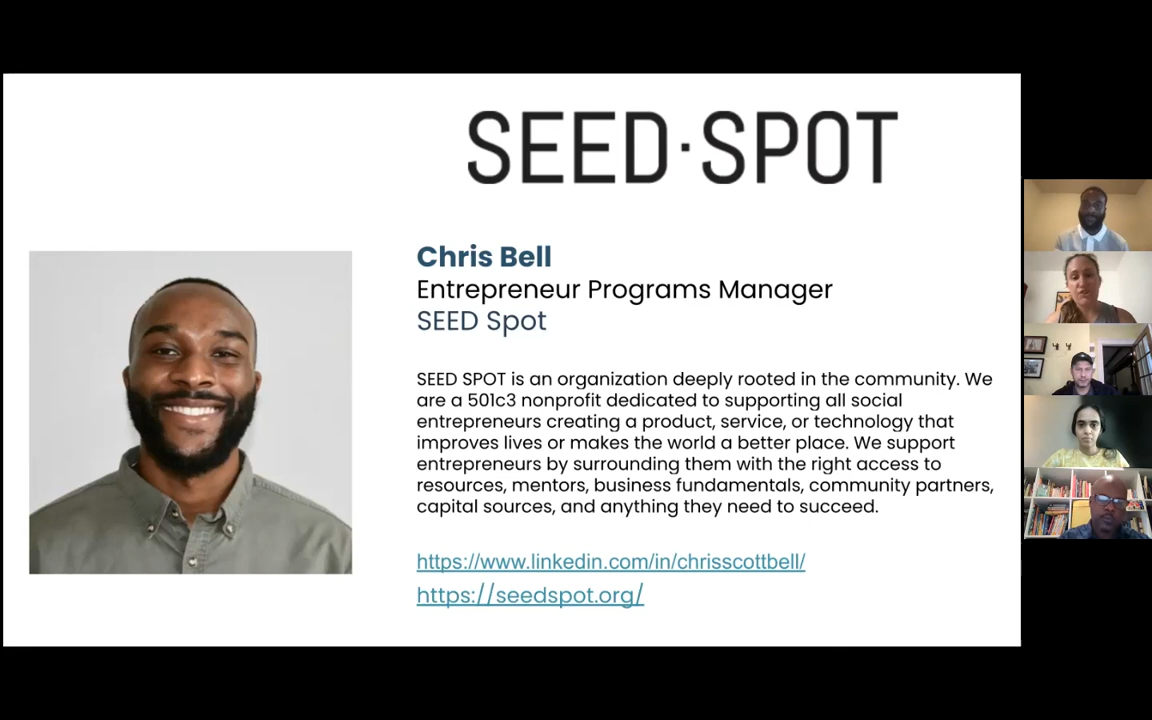 SEED·SPOT
Chris Bell
Entrepreneur Programs Manager
SEED Spot
SEED SPOT is an organization deeply rooted in the community. We
are a 501c3 nonprofit dedicated to supporting all social
entrepreneurs creating a product, service, or technology that
improves lives or makes the world a better place. We support
entrepreneurs by surrounding them with the right access to
resources, mentors, business fundamentals, community partners,
capital sources, and anything they need to succeed.
https://www.linkedin.com/in/chrisscottbell/
https://seedspot.org/